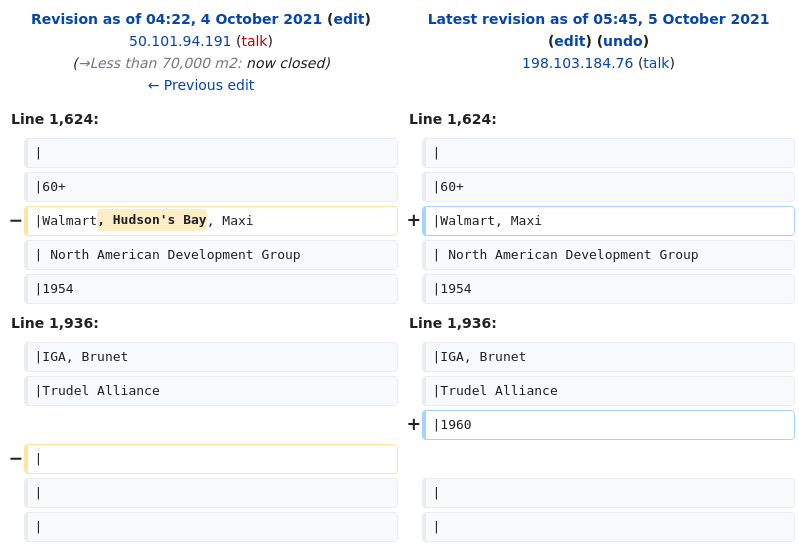 Revision as of 04:22, 4 October 2021 (edit)
50.101.94.191 (talk)
(→Less than 70,000 m2: now closed)
← Previous edit
Latest revision as of 05:45, 5 October 2021
(edit) (undo)
198.103.184.76 (talk)
Line 1,624:
Line 1,624:
|
|
|60+
|60+
− |Walmart, Hudson's Bay, Maxi
+ |Walmart, Maxi
| North American Development Group
| North American Development Group
|1954
|1954
Line 1,936:
Line 1,936:
|IGA, Brunet
|IGA, Brunet
|Trudel Alliance
|Trudel Alliance
+ |1960
− |
|
|
|
|